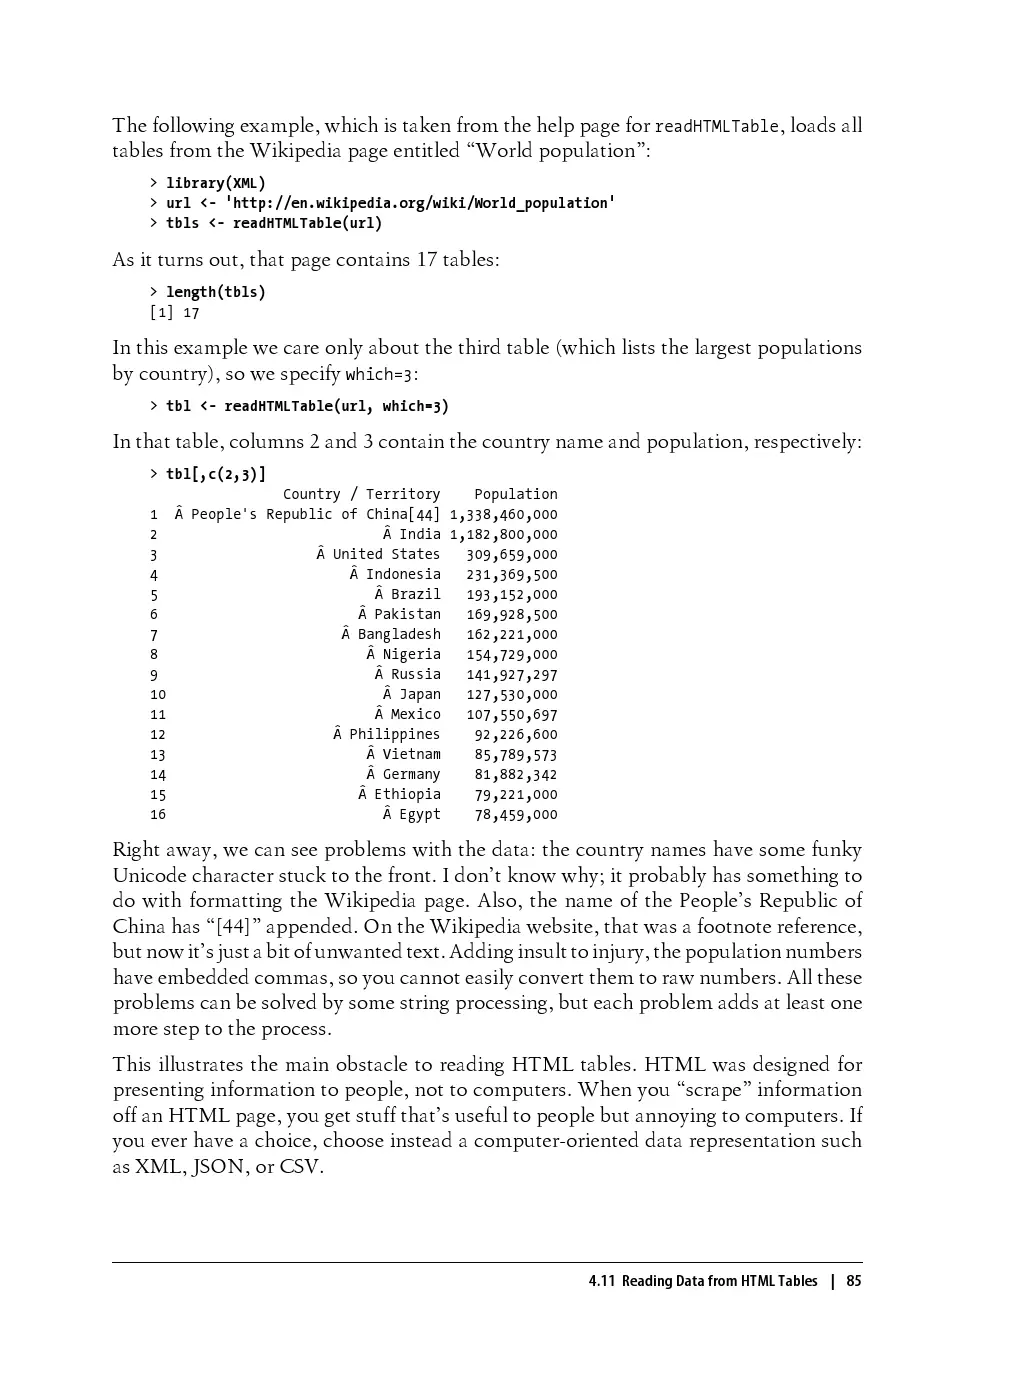 The following example, which is taken from the help page for readHTMLTable, loads all
tables from the Wikipedia page entitled “World population”:
> library(XML)
> url <- 'http://en.wikipedia.org/wiki/World_population'
> tbls <- readHTMLTable(url)
As it turns out, that page contains 17 tables:
> length(tbls)
[1] 17
In this example we care only about the third table (which lists the largest populations
by country), so we specify which=3:
> tbl <- readHTMLTable(url, which=3)
In that table, columns 2 and 3 contain the country name and population, respectively:
> tbl[,c(2,3)]
Country / Territory Population
1 Â People's Republic of China[44] 1,338,460,000
2 Â India 1,182,800,000
3 Â United States 309,659,000
4 Â Indonesia 231,369,500
5 Â Brazil 193,152,000
6 Â Pakistan 169,928,500
7 Â Bangladesh 162,221,000
8 Â Nigeria 154,729,000
9 Â Russia 141,927,297
10 Â Japan 127,530,000
11 Â Mexico 107,550,697
12 Â Philippines 92,226,600
13 Â Vietnam 85,789,573
14 Â Germany 81,882,342
15 Â Ethiopia 79,221,000
16 Â Egypt 78,459,000
Right away, we can see problems with the data: the country names have some funky
Unicode character stuck to the front. I don’t know why; it probably has something to
do with formatting the Wikipedia page. Also, the name of the People’s Republic of
China has “[44]” appended. On the Wikipedia website, that was a footnote reference,
but now it’s just a bit of unwanted text. Adding insult to injury, the population numbers
have embedded commas, so you cannot easily convert them to raw numbers. All these
problems can be solved by some string processing, but each problem adds at least one
more step to the process.
This illustrates the main obstacle to reading HTML tables. HTML was designed for
presenting information to people, not to computers. When you “scrape” information
off an HTML page, you get stuff that’s useful to people but annoying to computers. If
you ever have a choice, choose instead a computer-oriented data representation such
as XML, JSON, or CSV.
4.11 Reading Data from HTML Tables | 85